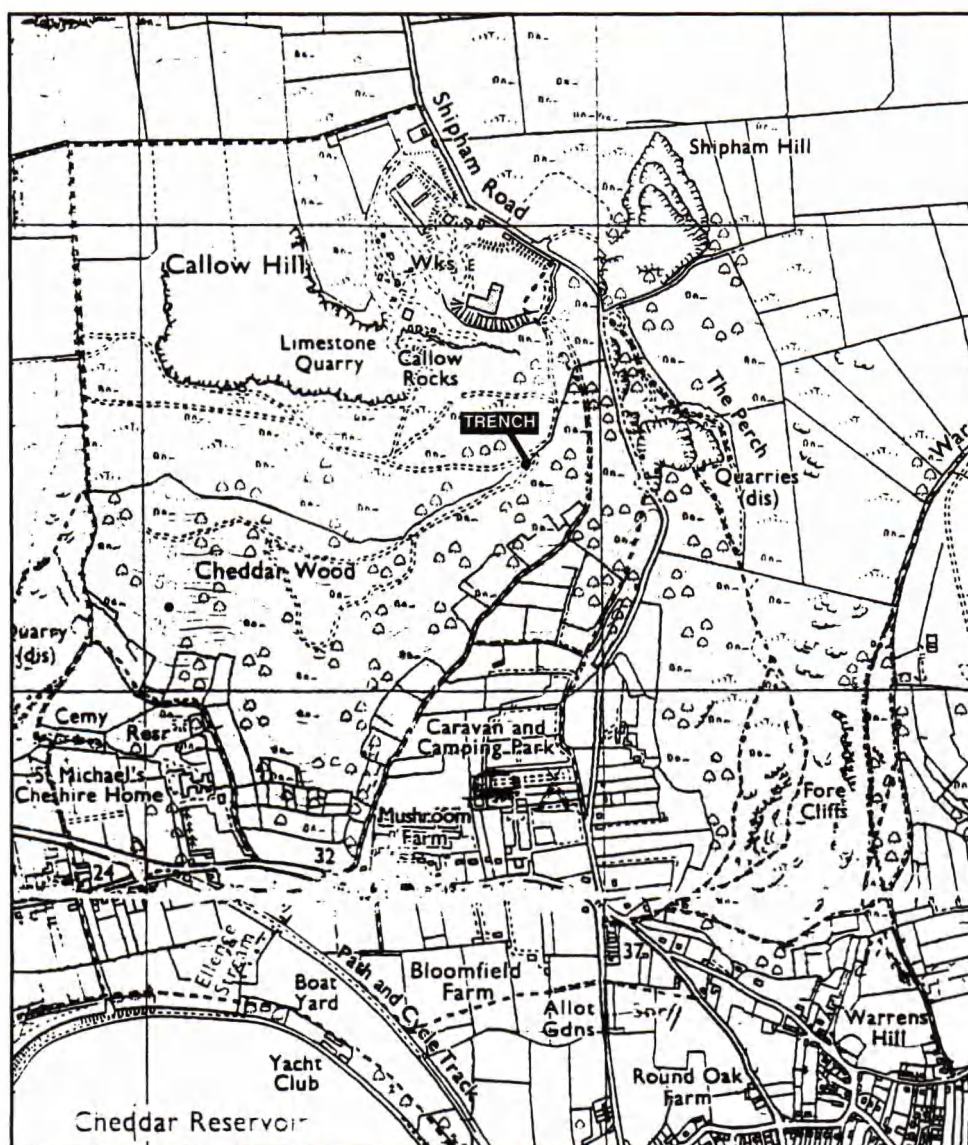 Shipham Road
Shipham Hill
Callow Hill
Wks
Limestone
Quarry
Callow
Rocks
TRENCH
The Perch
Quarries
(dis)
Cheddar Wood
(dis)
Cemy
Resr
Caravan and
Camping Park
St Michael's
Cheshire Home
Mushroom
Farm
Fore
Cliffs
32
24
Stream
Boat
Yard
Path and Cycle Track
Bloomfield
Farm
37
Allot
Gdns
Warrens
Hill
Yacht
Club
Round Oak
Farm
Cheddar Reservoir